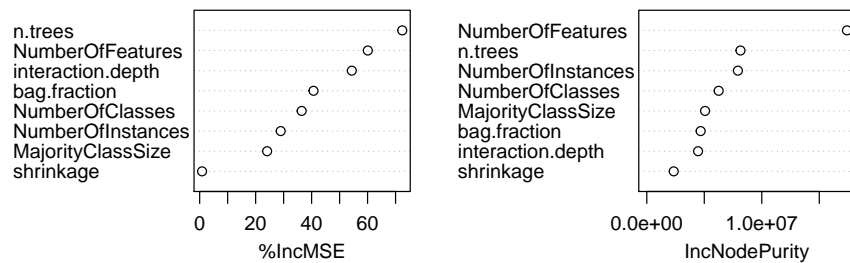 n.trees
NumberOfFeatures
interaction.depth
bag.fraction
NumberOfClasses
NumberOfInstances
MajorityClassSize
shrinkage
0 20 40 60
%IncMSE
NumberOfFeatures
n.trees
NumberOfInstances
NumberOfClasses
MajorityClassSize
bag.fraction
interaction.depth
shrinkage
0.0e+00 1.0e+07
IncNodePurity